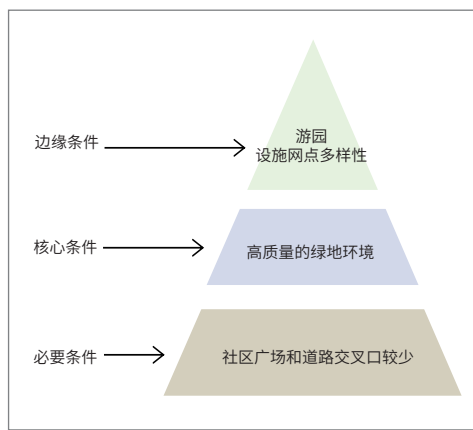 边缘条件
游园
设施网点多样性
核心条件
高质量的绿地环境
必要条件
社区广场和道路交叉口较少